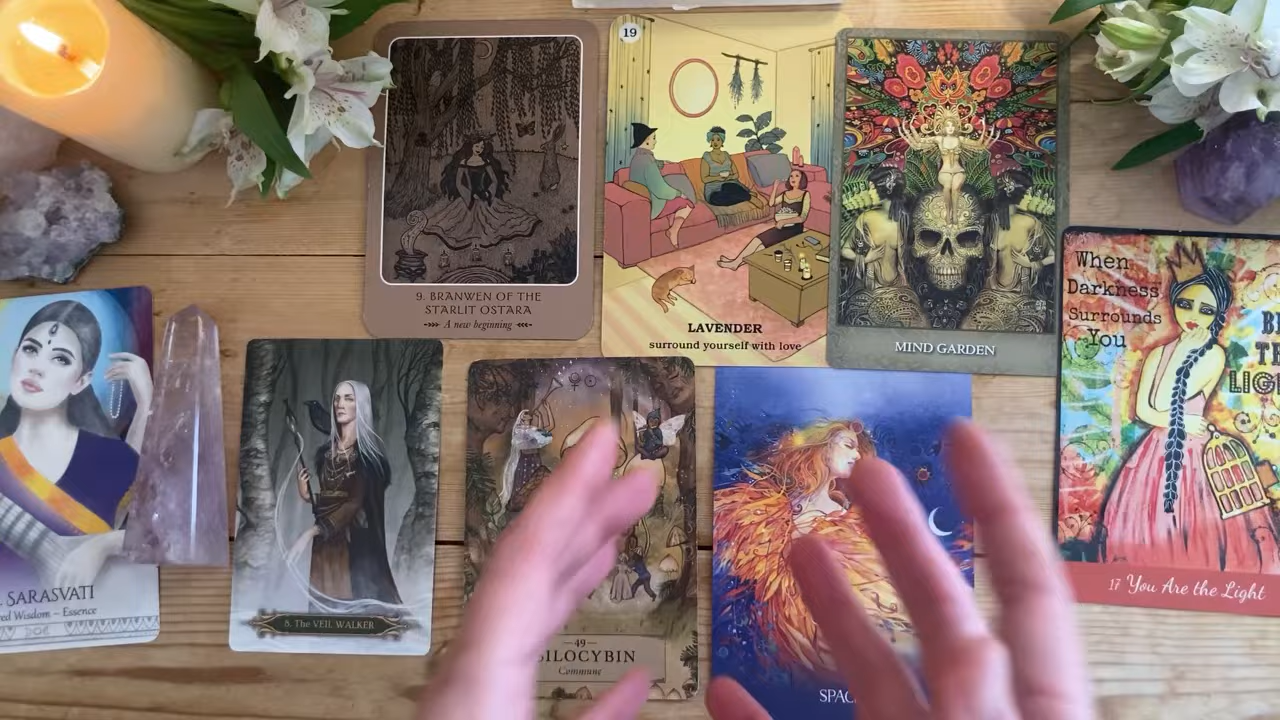 9. BRANWEN OF THE
STARLIT OSTARA
A new beginning
19
LAVENDER
surround yourself with love
MIND GARDEN
When
Darkness
Surrounds
You
17 You Are the Light
SARASVATI
Wisdom ~ Essence
8. The VEIL WALKER
49
Commune